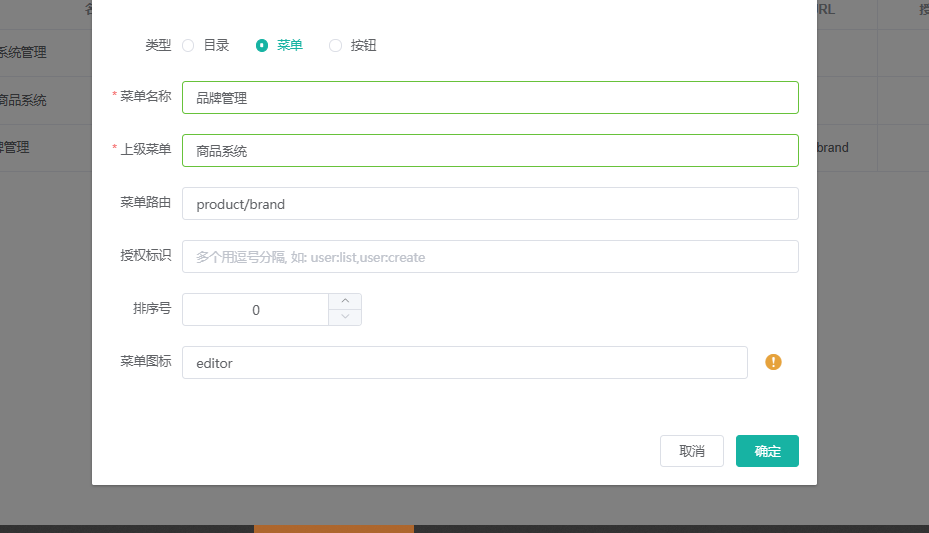 URL
系统管理
类型 目录 菜单 按钮
* 菜单名称 品牌管理
商品系统
* 上级菜单 商品系统
牌管理
brand
菜单路由 product/brand
授权标识 多个用逗号分隔, 如: user:list,user:create
排序号 0
菜单图标 editor
取消 确定